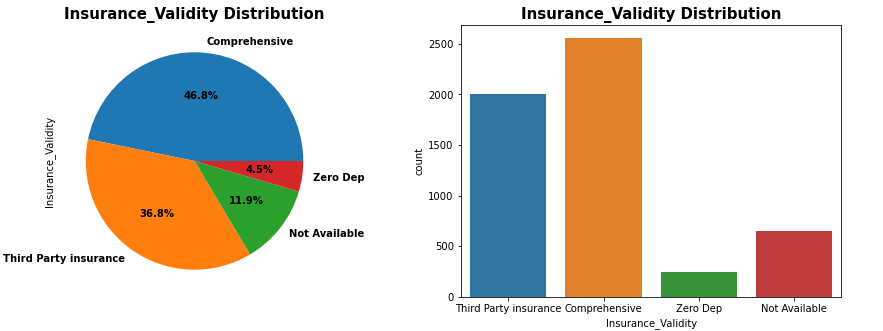 Insurance_Validity Distribution
Comprehensive
46.8%
Insurance_Validity
4.5%
Zero Dep
11.9%
36.8%
Not Available
Third Party insurance
Insurance_Validity Distribution
2500
2000
1500
1000
500
0
count
Third Party insurance Comprehensive Zero Dep Not Available
Insurance_Validity